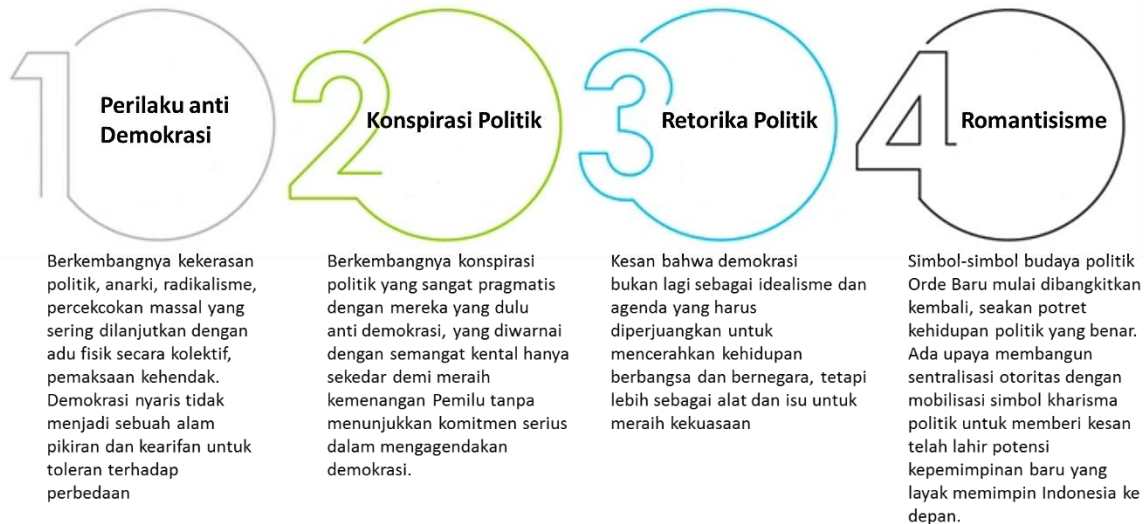 1
Perilaku anti
Demokrasi
Berkembangnya kekerasan
politik, anarki, radikalisme,
percekcokan massal yang
sering dilanjutkan dengan
adu fisik secara kolektif,
pemaksaan kehendak.
Demokrasi nyaris tidak
menjadi sebuah alam
pikiran dan kearifan untuk
toleran terhadap
perbedaan
2
Konspirasi Politik
Berkembangnya konspirasi
politik yang sangat pragmatis
dengan mereka yang dulu
anti demokrasi, yang diwarnai
dengan semangat kental hanya
sekedar demi meraih
kemenangan Pemilu tanpa
menunjukkan komitmen serius
dalam mengagendakan
demokrasi.
3
Retorika Politik
Kesan bahwa demokrasi
bukan lagi sebagai idealisme dan
agenda yang harus
diperjuangkan untuk
mencerahkan kehidupan
berbangsa dan bernegara, tetapi
lebih sebagai alat dan isu untuk
meraih kekuasaan
4
Romantisisme
Simbol-simbol budaya politik
Orde Baru mulai dibangkitkan
kembali, seakan potret
kehidupan politik yang benar.
Ada upaya membangun
sentralisasi otoritas dengan
mobilisasi simbol kharisma
politik untuk memberi kesan
telah lahir potensi
kepemimpinan baru yang
layak memimpin Indonesia ke
depan.